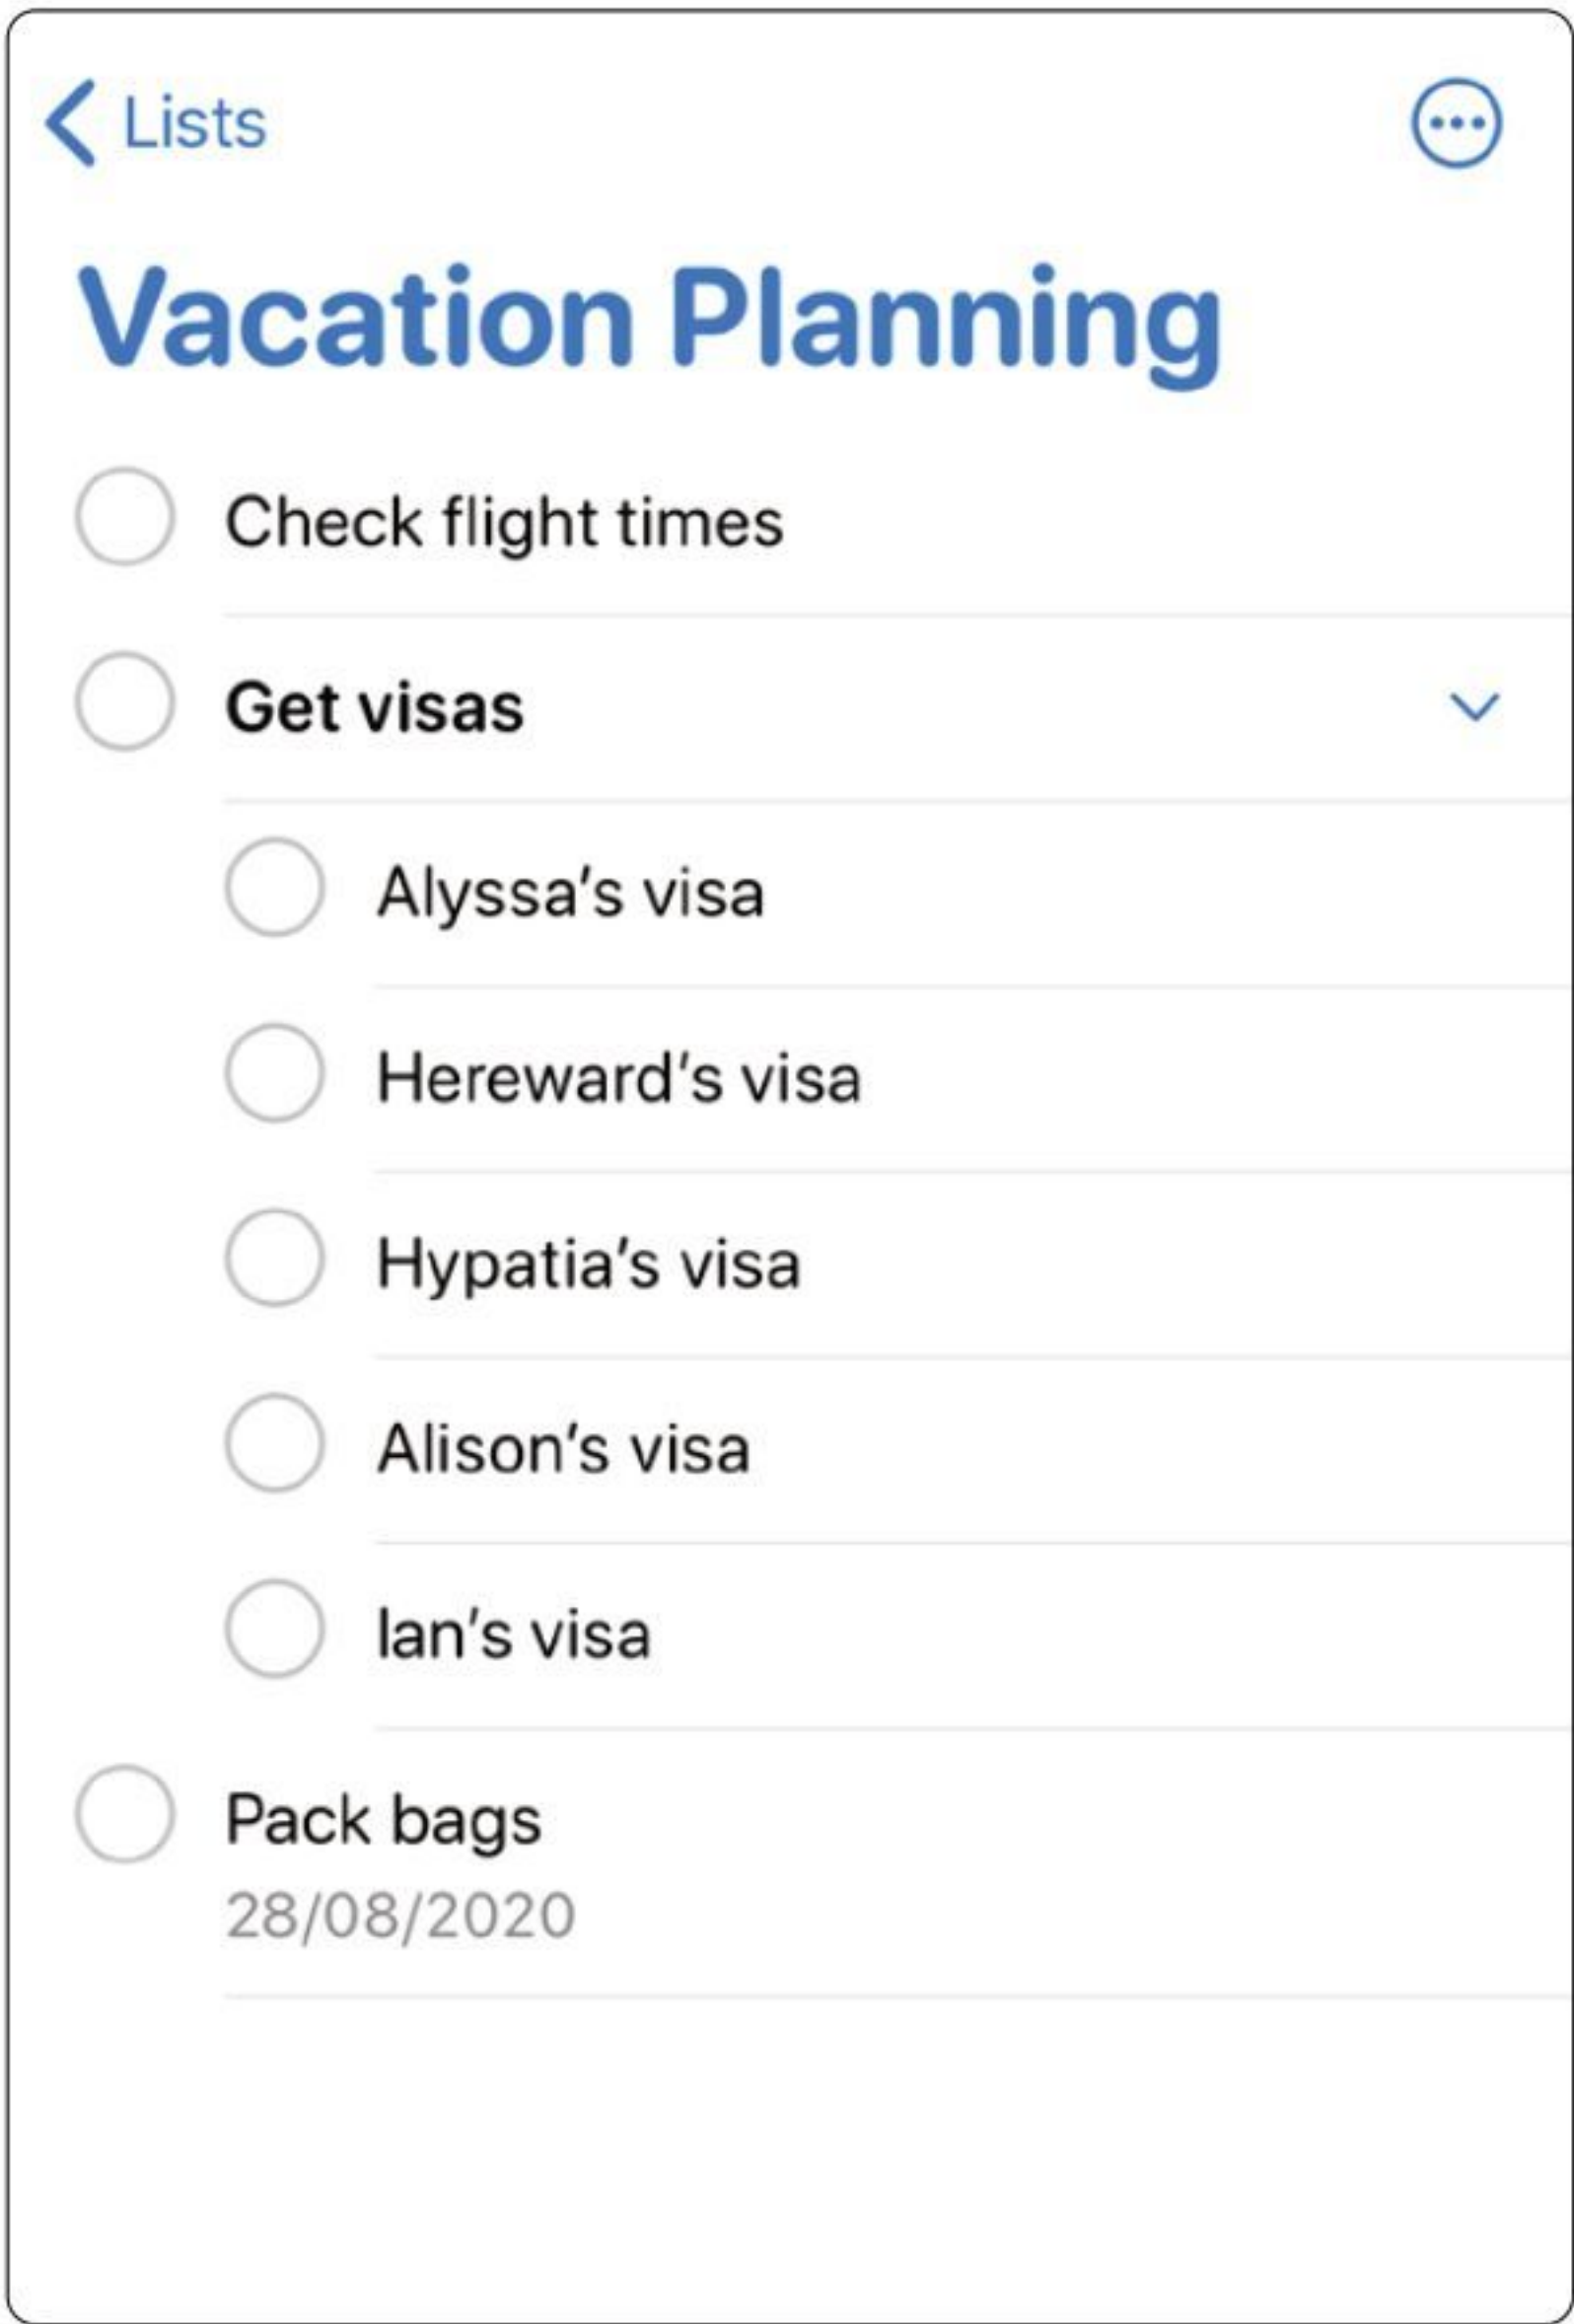 Lists
Vacation Planning
Check flight times
Get visas
Alyssa's visa
Hereward's visa
Hypatia's visa
Alison's visa
Ian's visa
Pack bags
28/08/2020